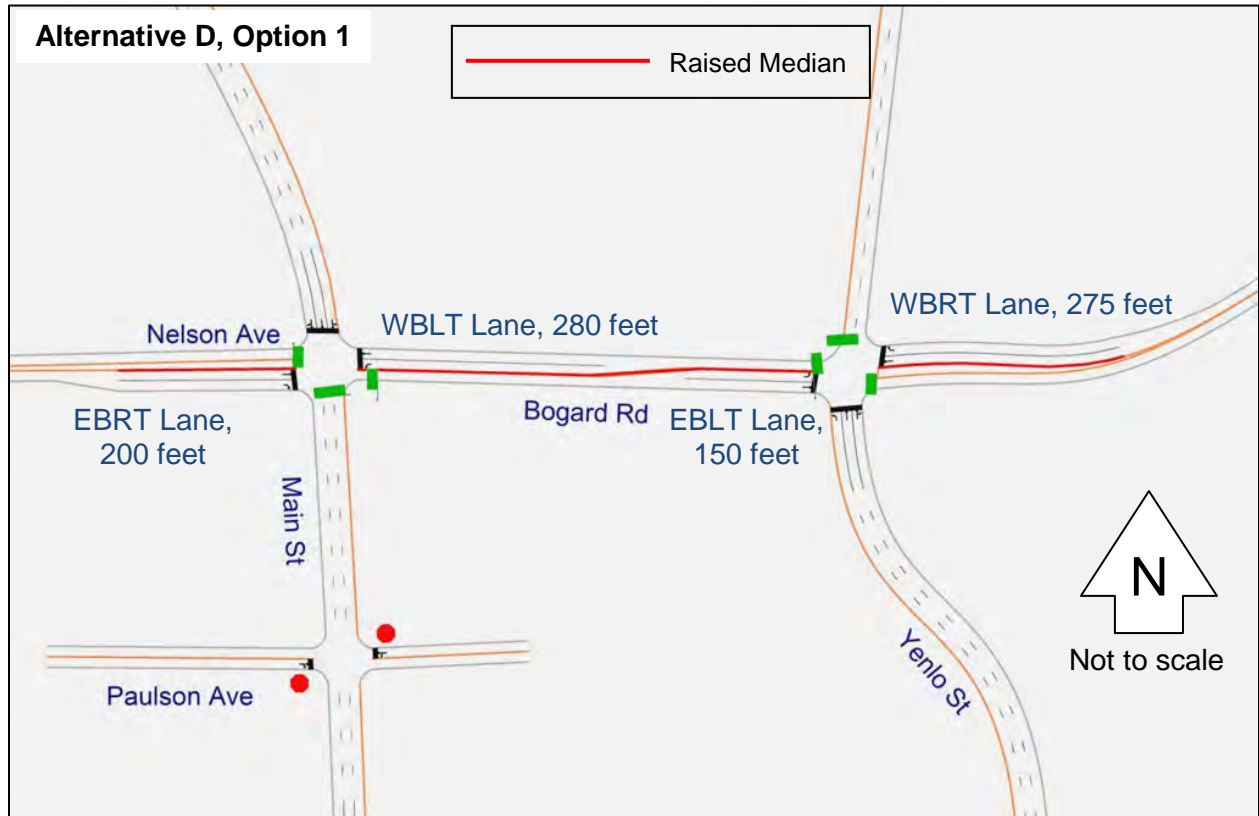 Alternative D, Option 1
Raised Median
Nelson Ave
WBLT Lane, 280 feet
WBRT Lane, 275 feet
EBRT Lane,
200 feet
Bogard Rd
EBLT Lane,
150 feet
Main St
N
Not to scale
Yenlo St
Paulson Ave